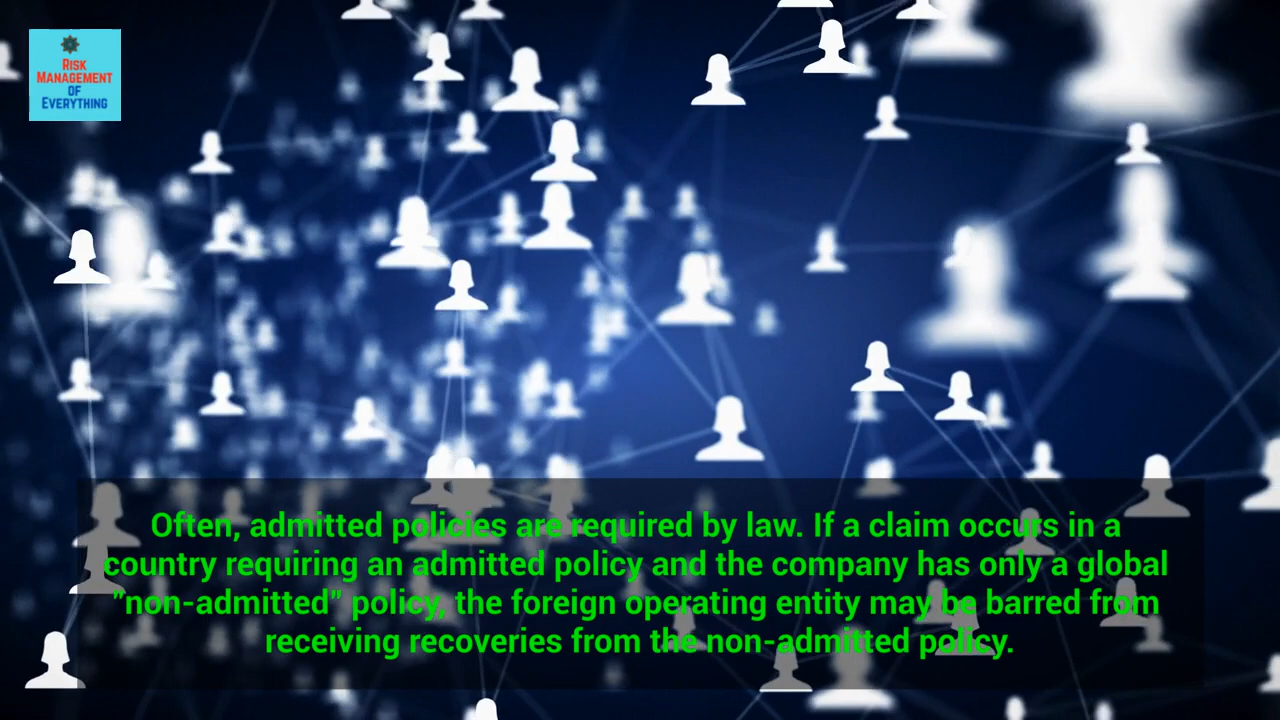 RISK
MANAGEMENT
OF
EVERYTHING
Often, admitted policies are required by law. If a claim occurs in a
country requiring an admitted policy and the company has only a global
"non-admitted" policy, the foreign operating entity may be barred from
receiving recoveries from the non-admitted policy.